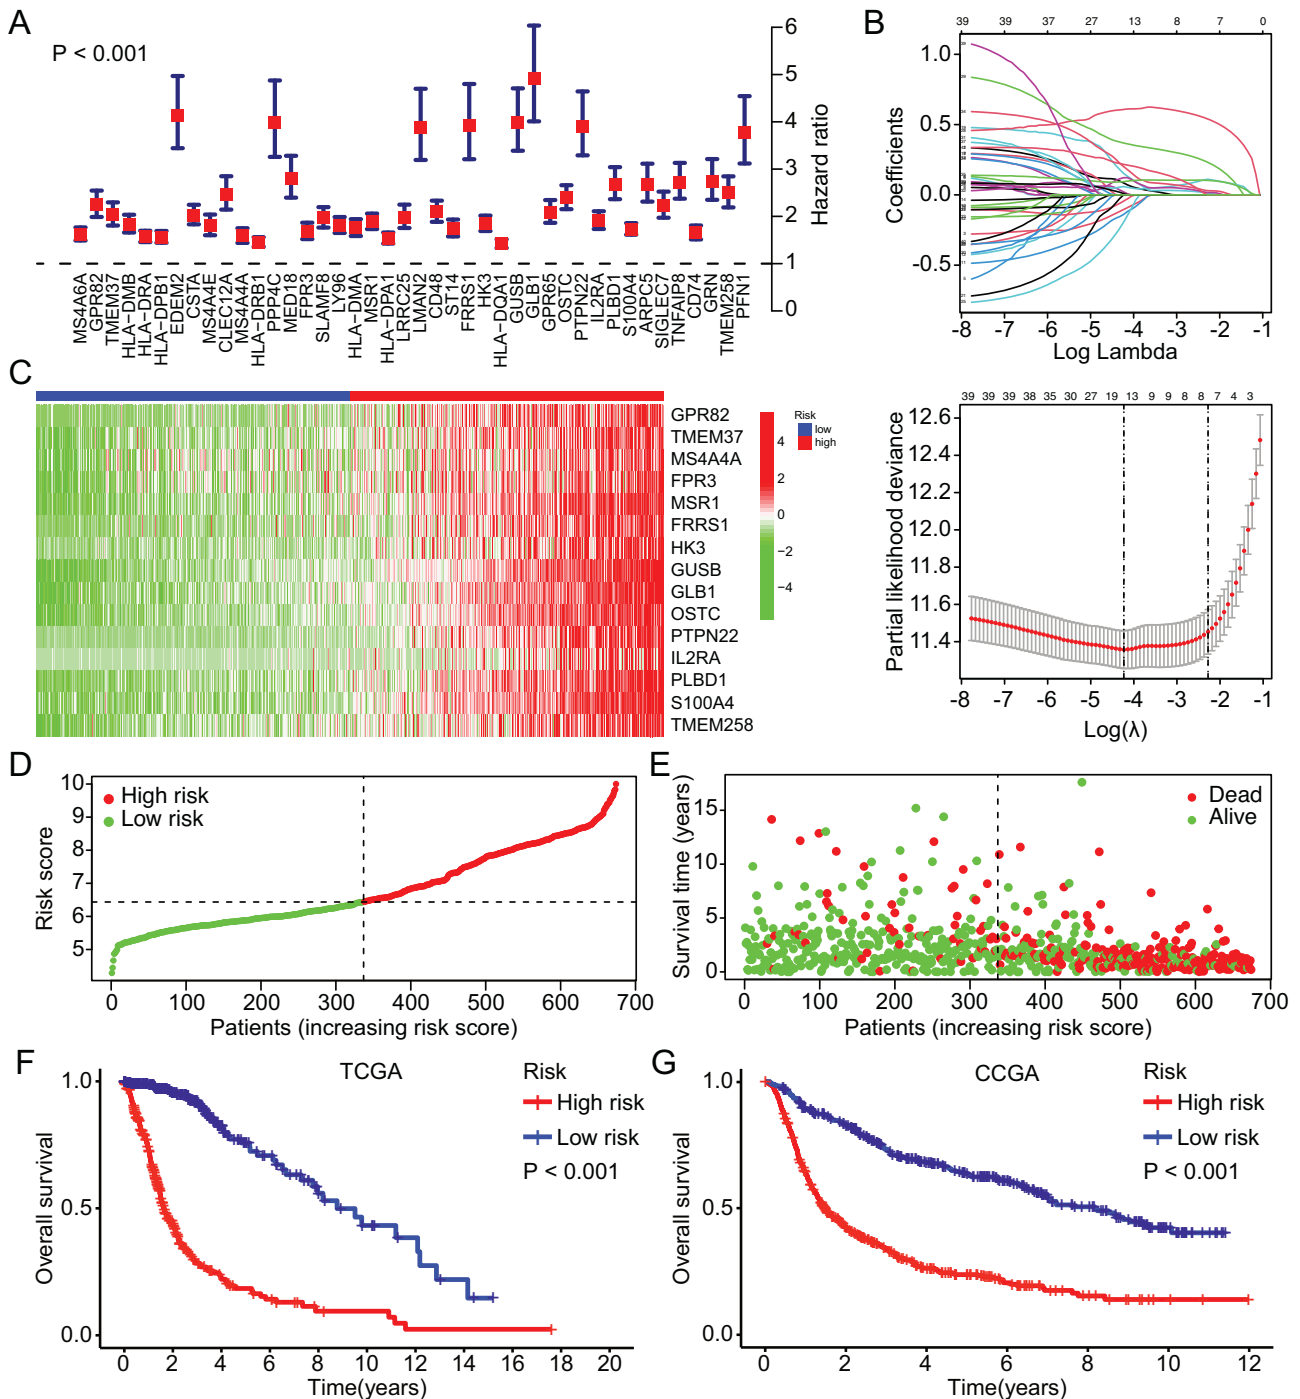 A
P < 0.001
6
5
4
3
2
1
0
Hazard ratio
MS4A6A
GPR82
TMEM37
HLA−DMB
HLA−DRA
HLA−DPB1
EDEM2
CSTA
MS4A4E
CLEC12A
MS4A4A
HLA−DRB1
PPP4C
MED18
FPR3
SLAMF8
LY96
HLA−DMA
MSR1
HLA−DPA1
LRRC25
LMAN2
CD48
ST14
FRRS1
HK3
HLA−DQA1
GUSB
GLB1
GPR65
OSTC
PTPN22
IL2RA
PLBD1
S100A4
ARPC5
SIGLEC7
TNFAIP8
CD74
GRN
TMEM258
PFN1
B
39 39 37 27 13 8 7 0
1.0
0.5
0.0
-0.5
Coefficients
-8 -7 -6 -5 -4 -3 -2 -1
Log Lambda
39 39 39 38 35 30 27 19 13 9 9 8 8 7 4 3
12.6
12.4
12.2
12.0
11.6
11.4
Partial likelihood deviance
-8 -7 -6 -5 -4 -3 -2 -1
Log(λ)
C
GPR82
TMEM37
MS4A4A
FPR3
MSR1
FRRS1
HK3
GUSB
GLB1
OSTC
PTPN22
IL2RA
PLBD1
S100A4
TMEM258
4
2
0
−2
−4
Risk
low
high
D
10
9
8
7
6
5
Risk score
High risk
Low risk
0 100 200 300 400 500 600 700
Patients (increasing risk score)
E
15
10
5
0
Survival time (years)
Dead
Alive
0 100 200 300 400 500 600 700
Patients (increasing risk score)
F
TCGA
Risk
High risk
Low risk
P < 0.001
1.0
0.5
0.0
Overall survival
0 2 4 6 8 10 12 14 16 18 20
Time(years)
G
CCGA
Risk
High risk
Low risk
P < 0.001
1.0
0.5
0.0
Overall survival
0 2 4 6 8 10 12
Time(years)